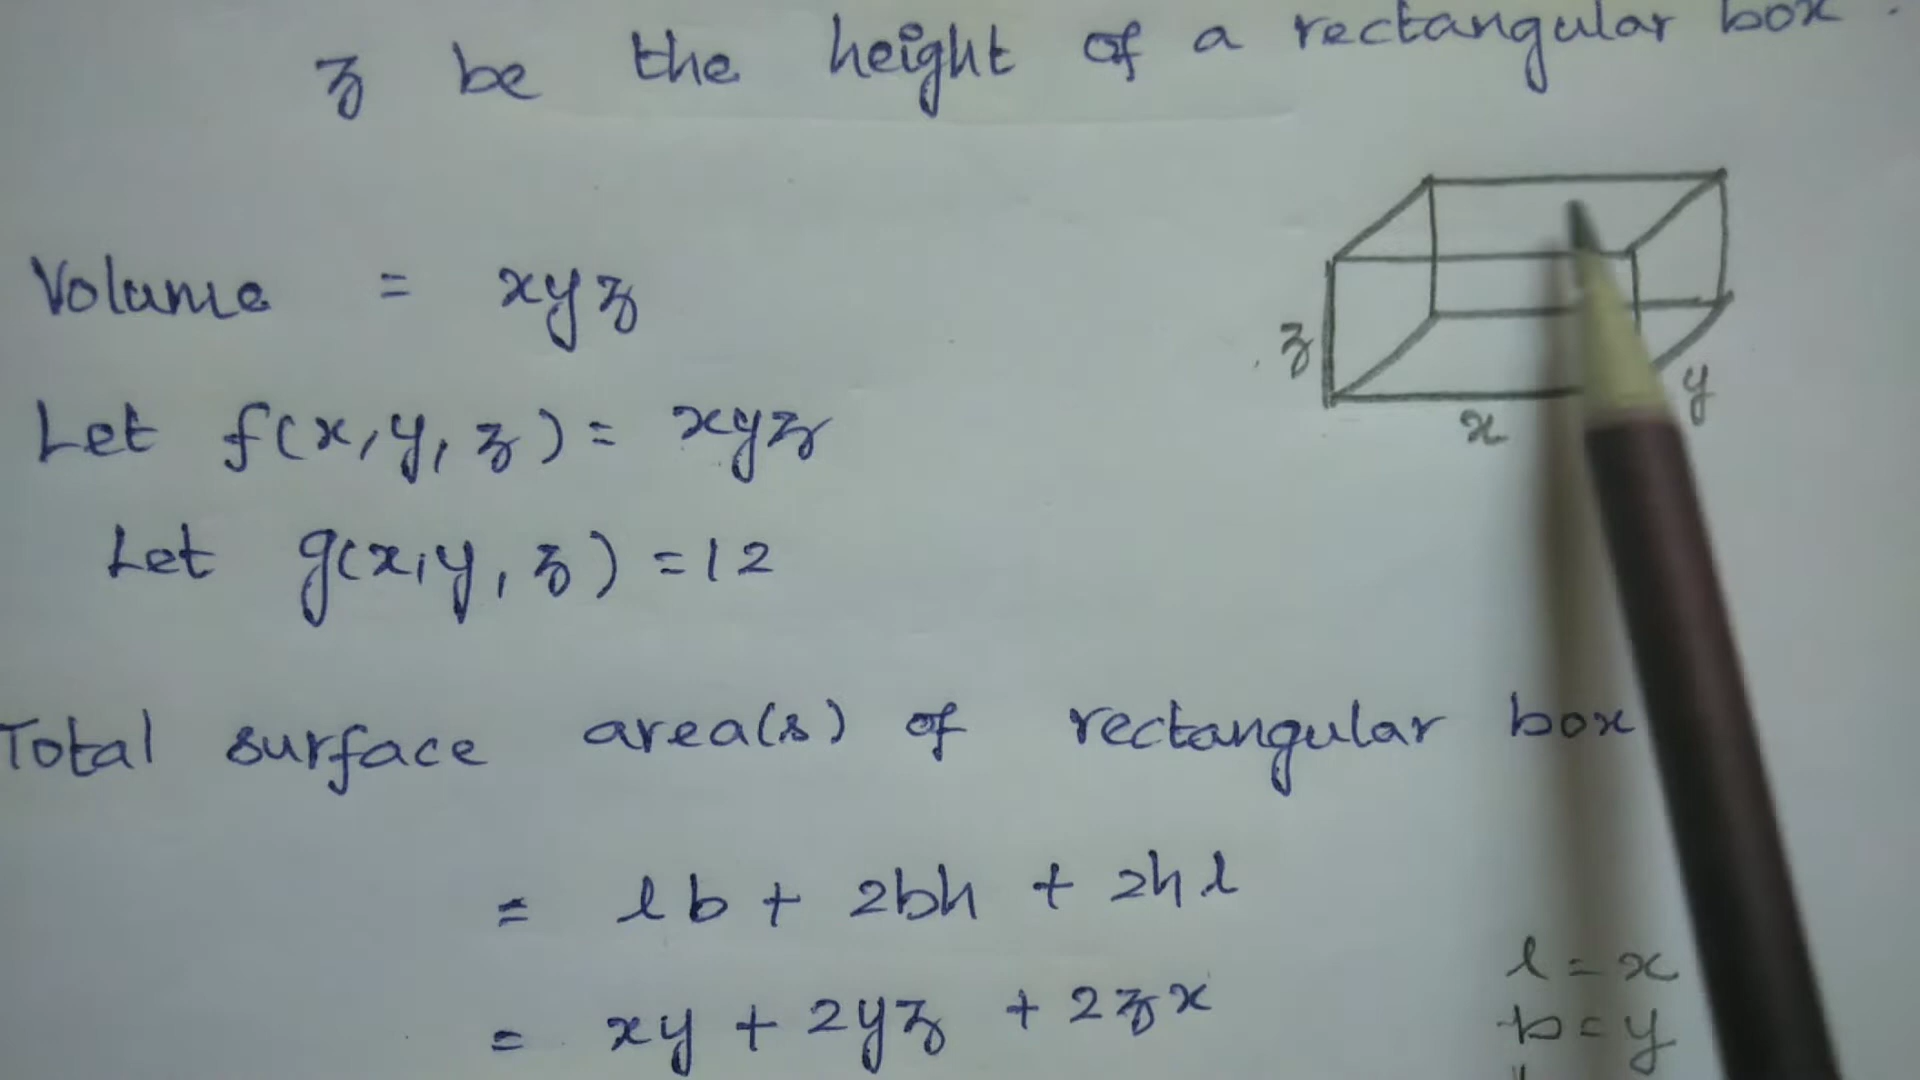 z be the height of a rectangular box.
Volume = xyz
z
y
x
Let f(x, y, z) = xyz
Let g(x, y, z) = 12
Total surface area(s) of rectangular box
= lb + 2bh + 2hl
l = x
= xy + 2yz + 2zx
b = y